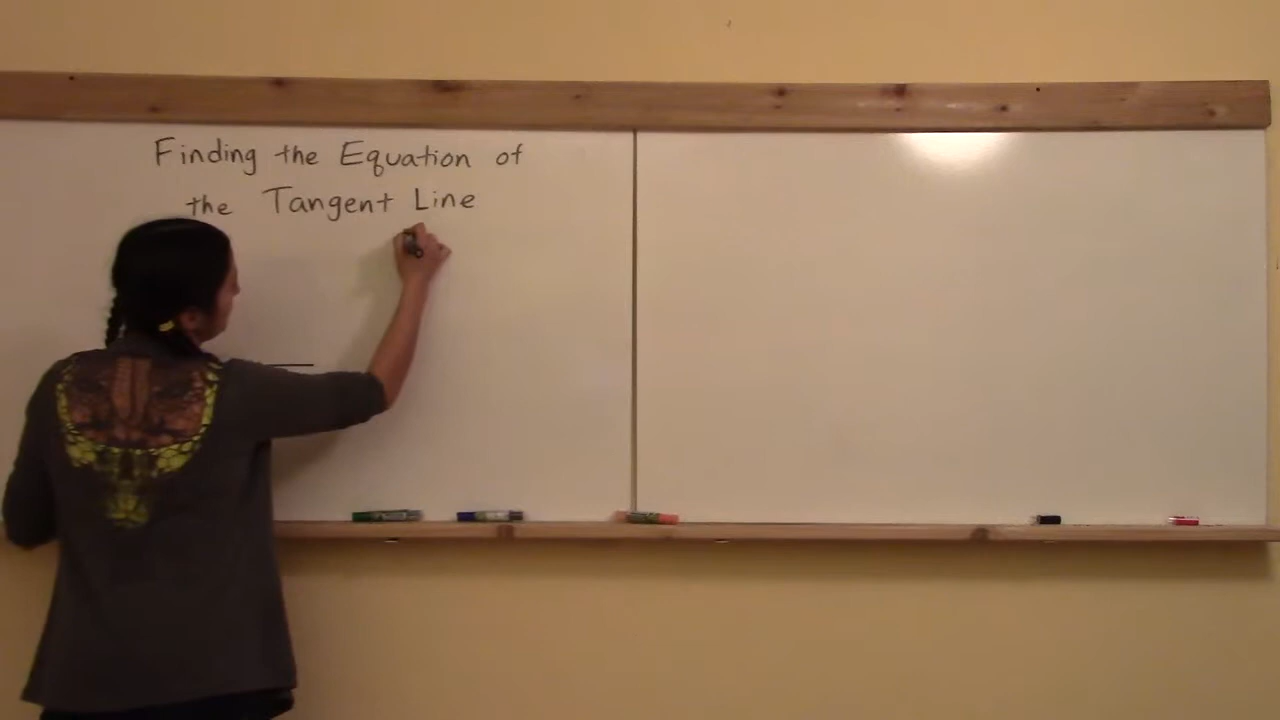 Finding the Equation of
the Tangent Line